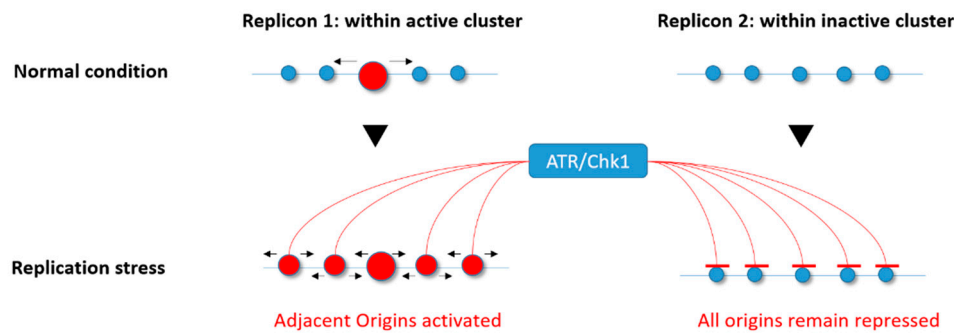 Replicon 1: within active cluster
Replicon 2: within inactive cluster
Normal condition
ATR/Chk1
Replication stress
Adjacent Origins activated
All origins remain repressed